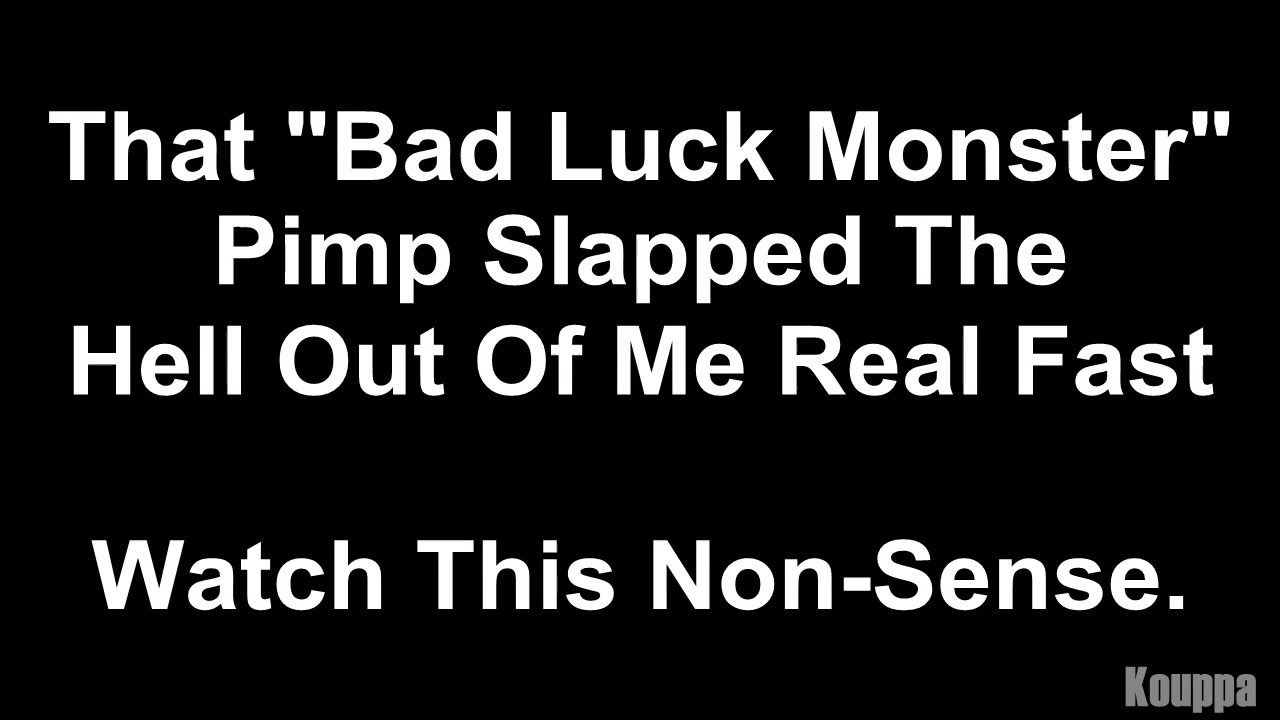 That "Bad Luck Monster"
Pimp Slapped The
Hell Out Of Me Real Fast
Watch This Non-Sense.
Kouppa